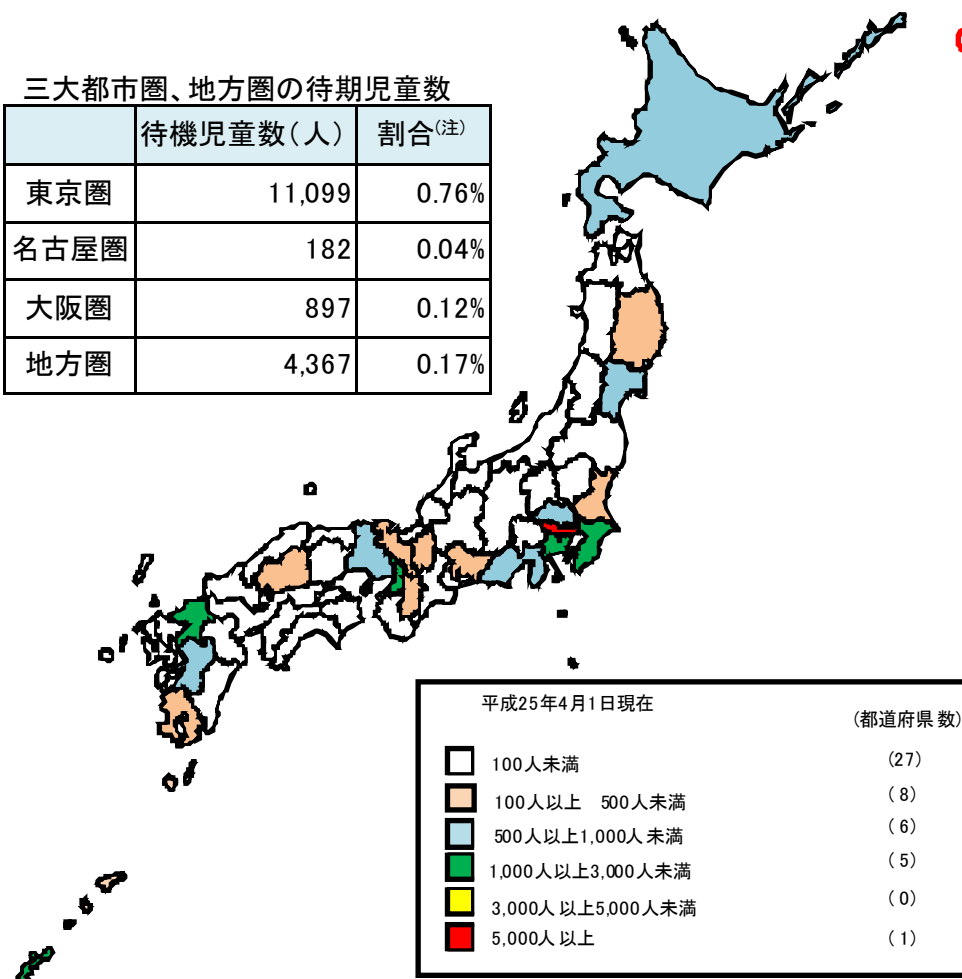 三大都市圏、地方圏の待期児童数
待機児童数(人) 割合(注)
東京圏 11,099 0.76%
名古屋圏 182 0.04%
大阪圏 897 0.12%
地方圏 4,367 0.17%
平成25年4月1日現在
(都道府県数)
100人未満 (27)
100人以上 500人未満 (8)
500人以上1,000人未満 (6)
1,000人以上3,000人未満 (5)
3,000人以上5,000人未満 (0)
5,000人以上 (1)